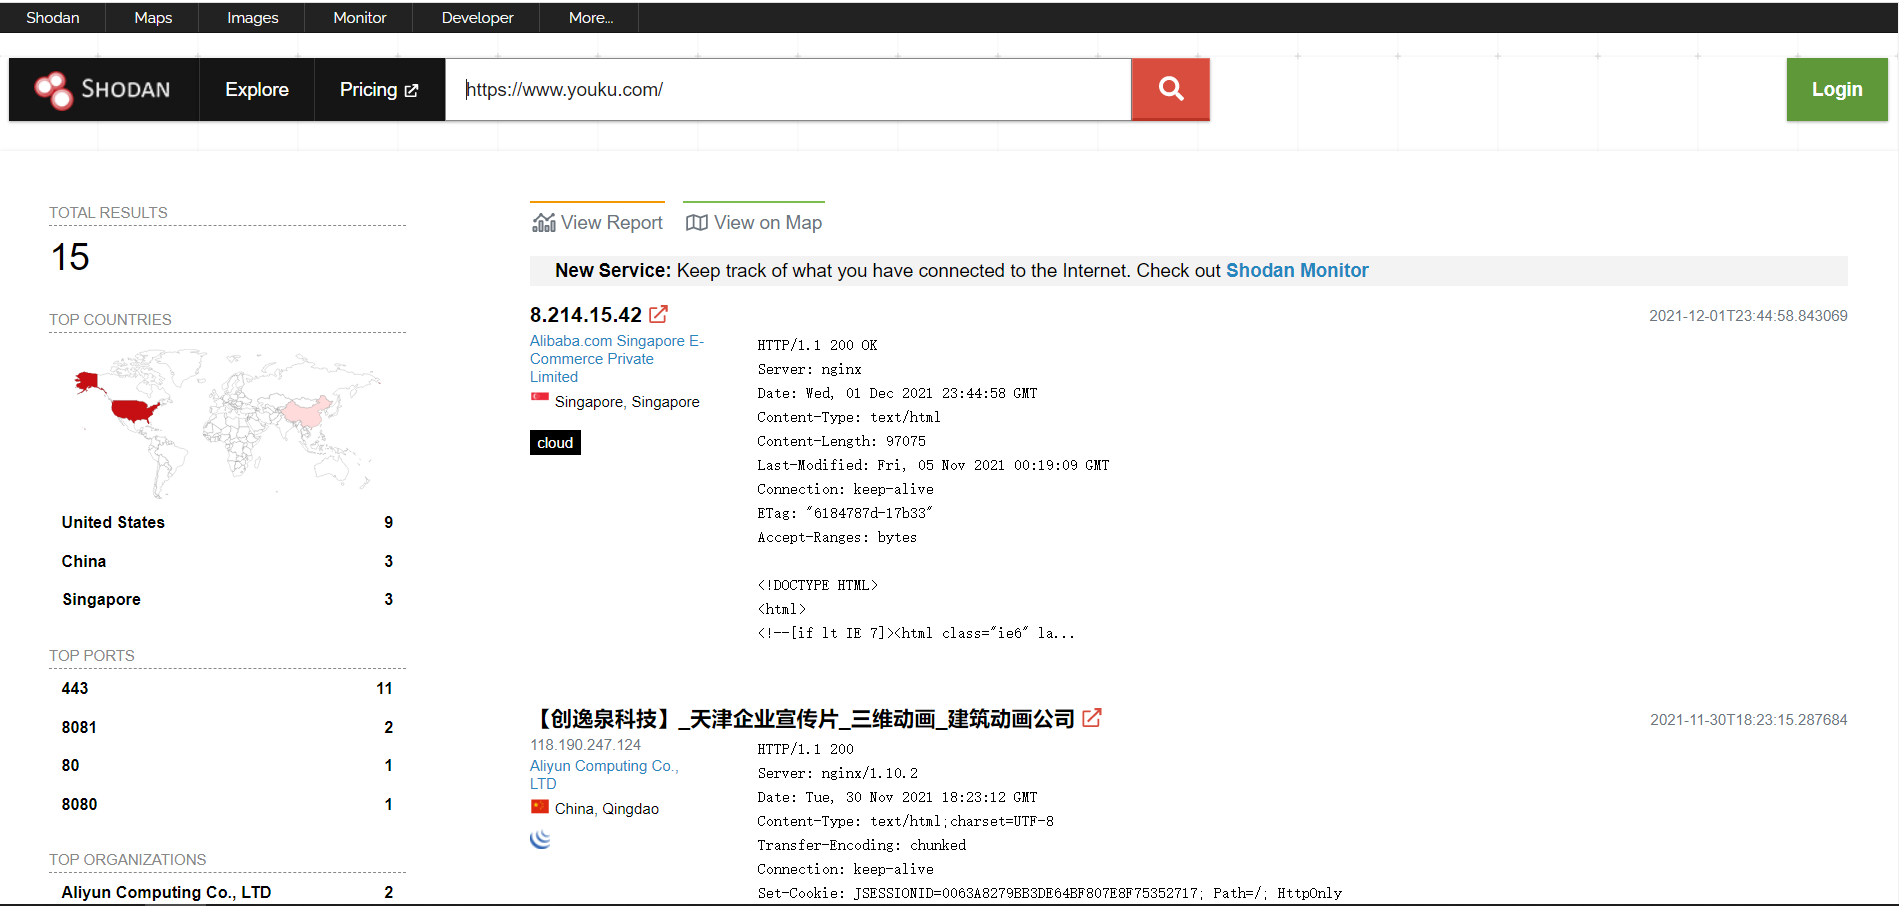 Shodan Maps Images Monitor Developer More...
SHODAN Explore Pricing https://www.youku.com/ Login
TOTAL RESULTS
15
TOP COUNTRIES
United States 9
China 3
Singapore 3
TOP PORTS
443 11
8081 2
80 1
8080 1
TOP ORGANIZATIONS
Aliyun Computing Co., LTD 2
View Report View on Map
New Service: Keep track of what you have connected to the Internet. Check out Shodan Monitor
8.214.15.42
2021-12-01T23:44:58.843069
Alibaba.com Singapore E-
Commerce Private
Limited
Singapore, Singapore
cloud
HTTP/1.1 200 OK
Server: nginx
Date: Wed, 01 Dec 2021 23:44:58 GMT
Content-Type: text/html
Content-Length: 97075
Last-Modified: Fri, 05 Nov 2021 00:19:09 GMT
Connection: keep-alive
ETag: "6184787d-17b33"
Accept-Ranges: bytes
<!DOCTYPE HTML>
<html>
<!--[if lt IE 7]><html class="ie6" la...
【创逸泉科技】_天津企业宣传片_三维动画_建筑动画公司
2021-11-30T18:23:15.287684
118.190.247.124
Aliyun Computing Co.,
LTD
China, Qingdao
HTTP/1.1 200
Server: nginx/1.10.2
Date: Tue, 30 Nov 2021 18:23:12 GMT
Content-Type: text/html;charset=UTF-8
Transfer-Encoding: chunked
Connection: keep-alive
Set-Cookie: JSESSIONID=0063A8279BB3DE64BF807E8F75352717; Path=/; HttpOnly